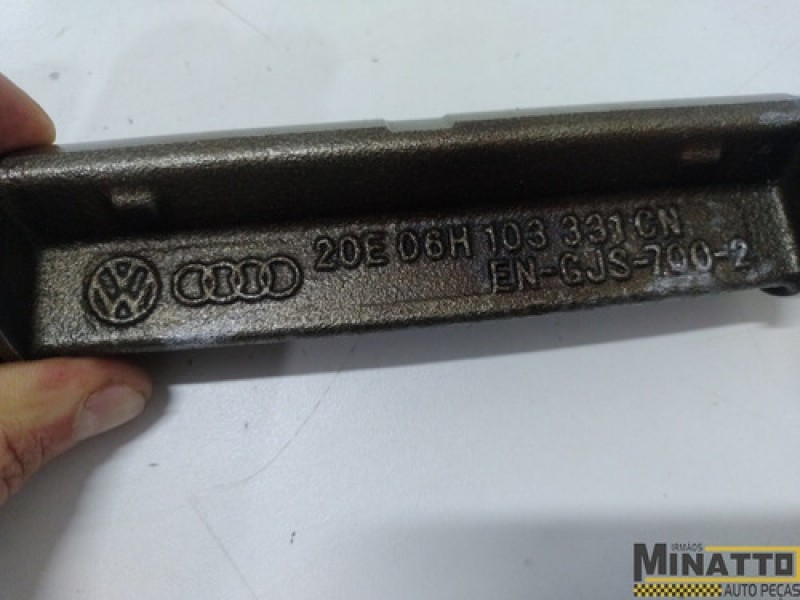 20E 06H 103 331 CN
EN-GJS-700-2
IRMÃOS
MINATTO
AUTO PEÇAS